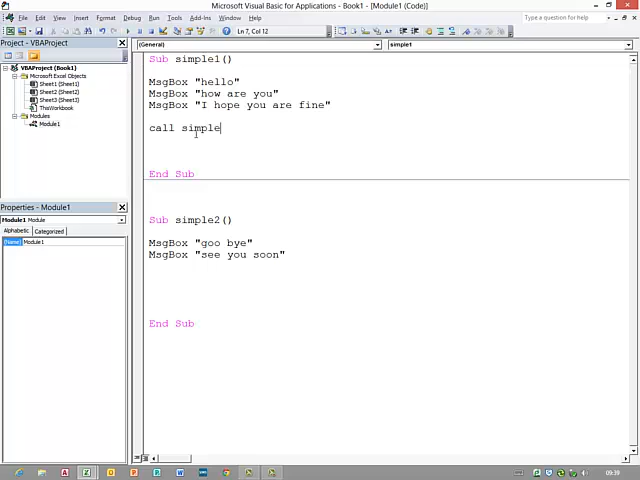 Microsoft Visual Basic for Applications - Book1 - [Module1 (Code)]
File Edit View Insert Format Debug Run Tools Add-Ins Window Help
Type a question for help
Ln 7, Col 12
Project - VBAProject
(General)
simple1
VBAProject (Book1)
Microsoft Excel Objects
Sheet1 (Sheet1)
Sheet2 (Sheet2)
Sheet3 (Sheet3)
ThisWorkbook
Modules
Module1
Sub simple1()
MsgBox "hello"
MsgBox "how are you"
MsgBox "I hope you are fine"
call simple
End Sub
Sub simple2()
MsgBox "goo bye"
MsgBox "see you soon"
End Sub
Properties - Module1
Module1 Module
Alphabetic Categorized
(Name) Module1
09:39